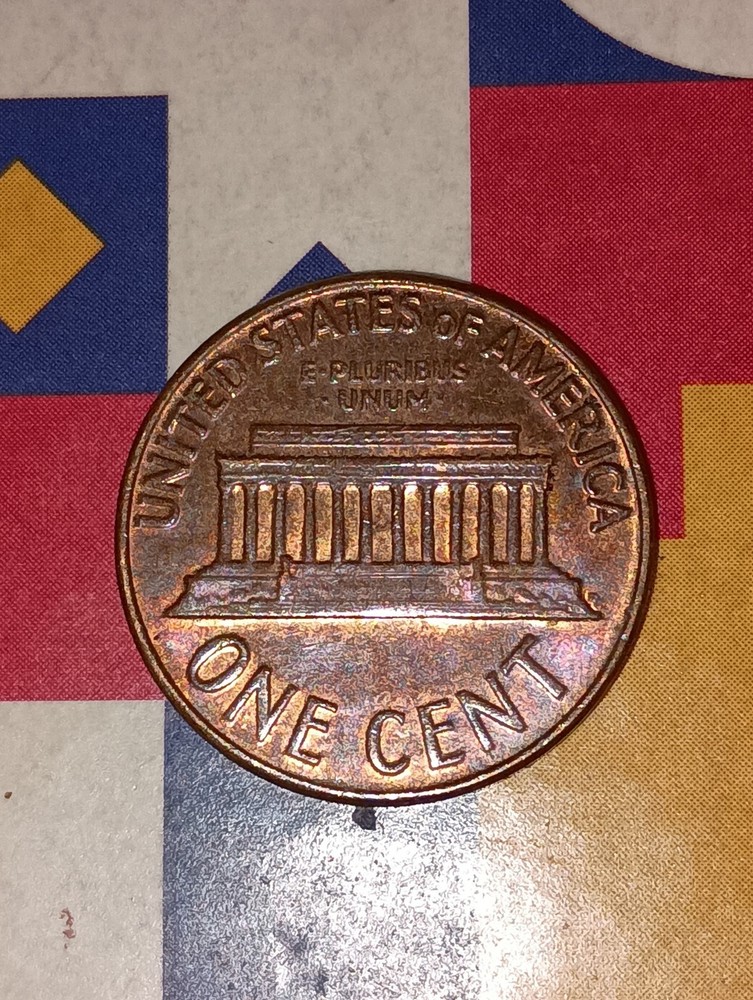 UNITED STATES OF AMERICA
E·PLURIBUS
·UNUM·
ONE CENT